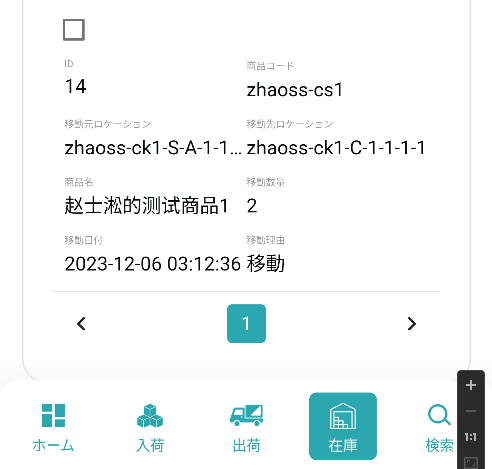 ID
14
商品コード
zhaoss-cs1
移動元ロケーション
zhaoss-ck1-S-A-1-1...
移動先ロケーション
zhaoss-ck1-C-1-1-1-1
商品名
赵士淞的测试商品1
移動数量
2
移動日付
2023-12-06 03:12:36
移動理由
移動
1
ホーム
入荷
出荷
在庫
検索
1:1